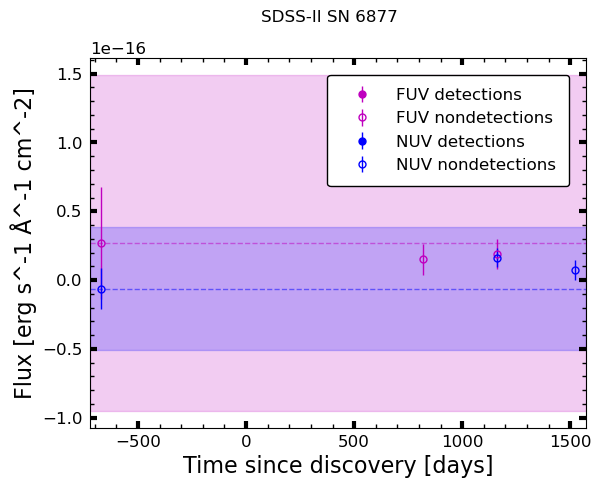 SDSS-II SN 6877
1e−16
1.5
1.0
0.5
0.0
−0.5
−1.0
Flux [erg s^-1 Å^-1 cm^-2]
FUV detections
FUV nondetections
NUV detections
NUV nondetections
−500 0 500 1000 1500
Time since discovery [days]